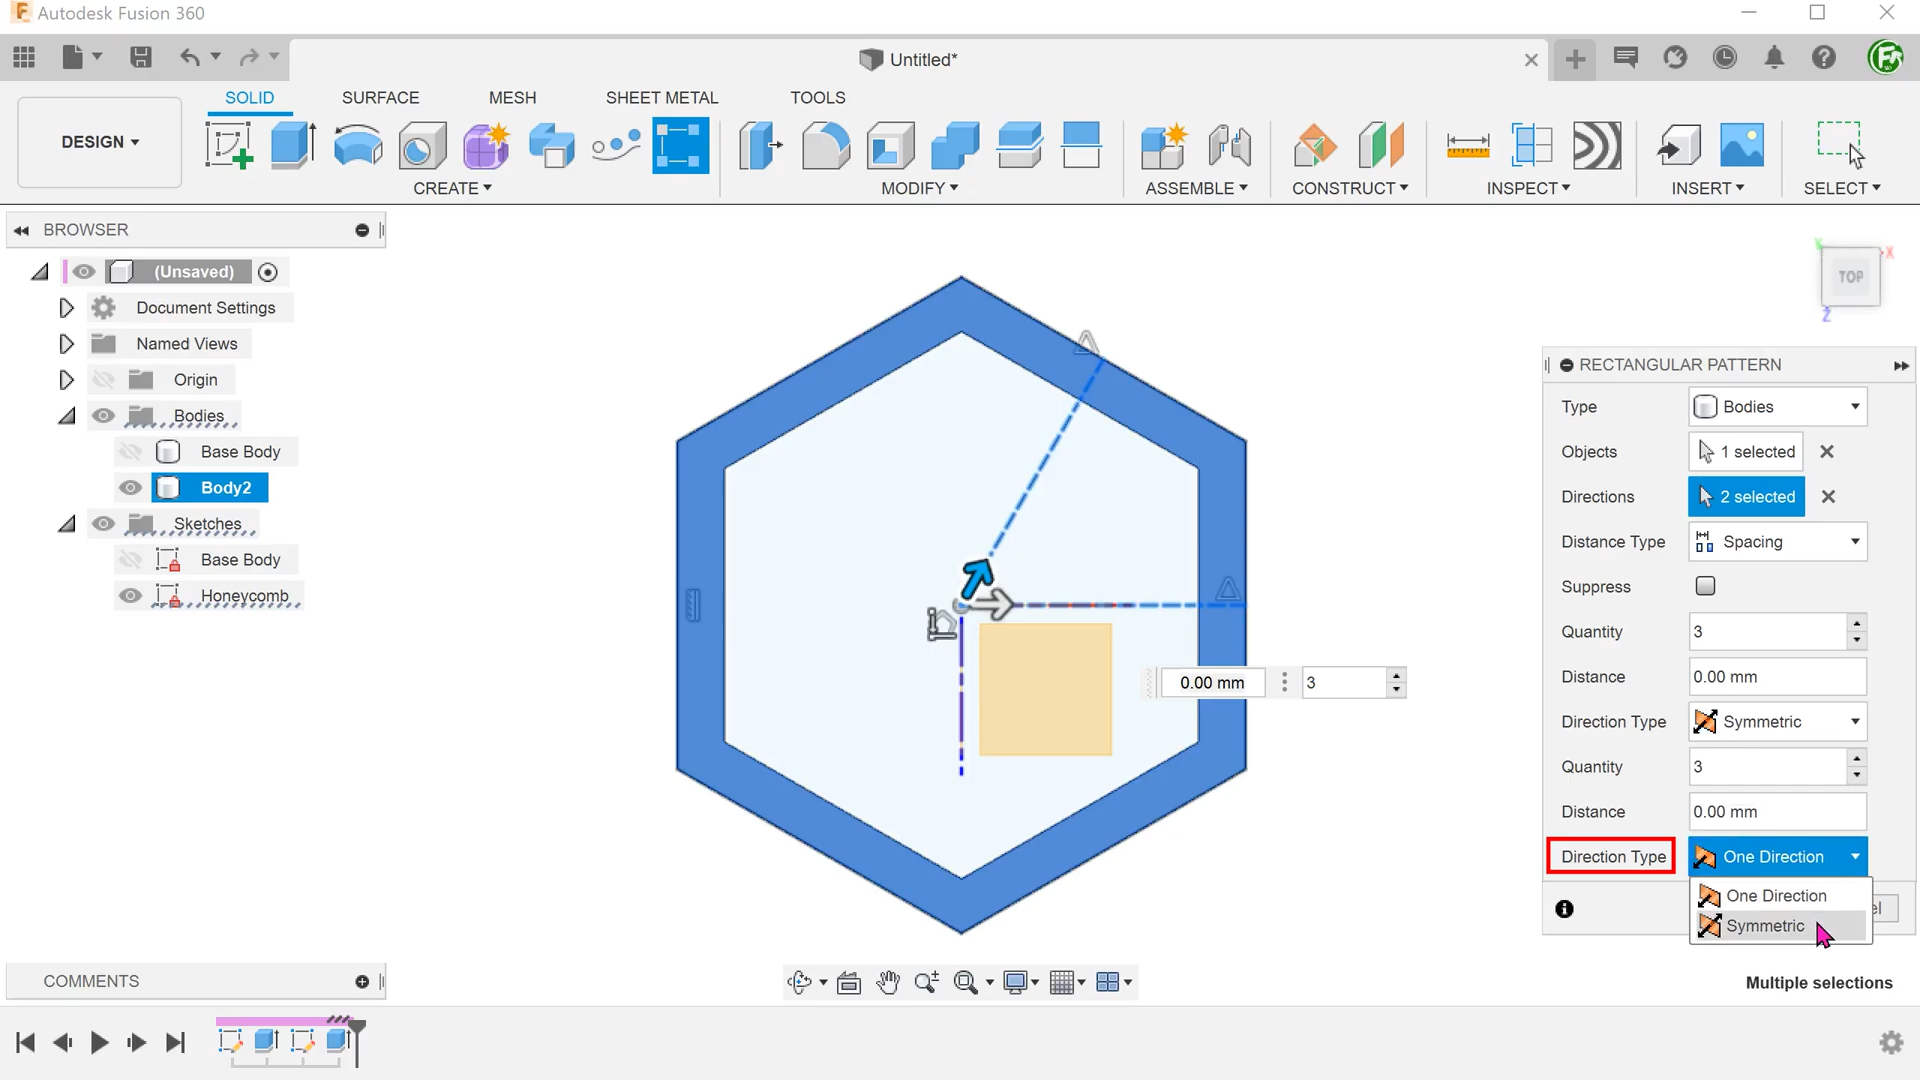 Autodesk Fusion 360
Untitled*
DESIGN
SOLID SURFACE MESH SHEET METAL TOOLS
CREATE MODIFY ASSEMBLE CONSTRUCT INSPECT INSERT SELECT
BROWSER
(Unsaved)
Document Settings
Named Views
Origin
Bodies
Base Body
Body2
Sketches
Base Body
Honeycomb
Y
X
TOP
Z
0.00 mm 3
RECTANGULAR PATTERN
Type Bodies
Objects 1 selected
Directions 2 selected
Distance Type Spacing
Suppress
Quantity 3
Distance 0.00 mm
Direction Type Symmetric
Quantity 3
Distance 0.00 mm
Direction Type One Direction
One Direction
Symmetric
Multiple selections
COMMENTS